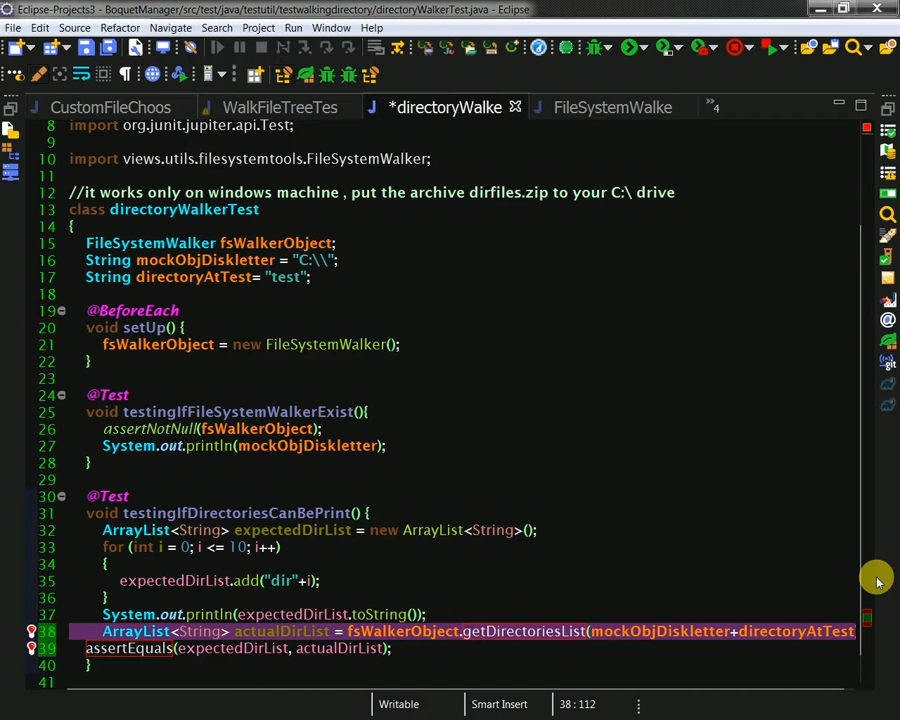 Eclipse-Projects3 - BoquetManager/src/test/java/testutil/testwalkingdirectory/directoryWalkerTest.java - Eclipse
File Edit Source Refactor Navigate Search Project Run Window Help
CustomFileChoos WalkFileTreeTes *directoryWalke FileSystemWalke »4
8 import org.junit.jupiter.api.Test;
9
10 import views.utils.filesystemtools.FileSystemWalker;
11
12 //it works only on windows machine , put the archive dirfiles.zip to your C:\ drive
13 class directoryWalkerTest
14 {
15 FileSystemWalker fsWalkerObject;
16 String mockObjDiskletter = "C:\\";
17 String directoryAtTest= "test";
18
19 @BeforeEach
20 void setUp() {
21 fsWalkerObject = new FileSystemWalker();
22 }
23
24 @Test
25 void testingIfFileSystemWalkerExist(){
26 assertNotNull(fsWalkerObject);
27 System.out.println(mockObjDiskletter);
28 }
29
30 @Test
31 void testingIfDirectoriesCanBePrint() {
32 ArrayList<String> expectedDirList = new ArrayList<String>();
33 for (int i = 0; i <= 10; i++)
34 {
35 expectedDirList.add("dir"+i);
36 }
37 System.out.println(expectedDirList.toString());
38 ArrayList<String> actualDirList = fsWalkerObject.getDirectoriesList(mockObjDiskletter+directoryAtTest
39 assertEquals(expectedDirList, actualDirList);
40 }
41
Writable Smart Insert 38 : 112